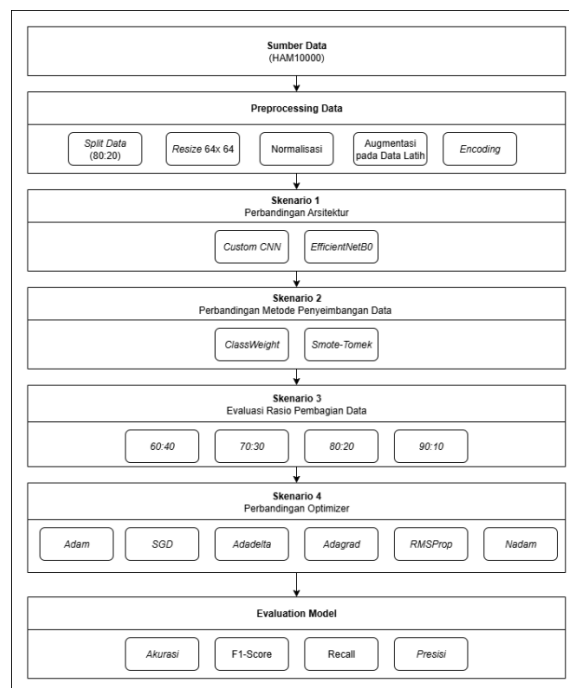 Sumber Data
(HAM10000)
Preprocessing Data
Split Data
(80:20)
Resize 64x 64
Normalisasi
Augmentasi
pada Data Latih
Encoding
Skenario 1
Perbandingan Arsitektur
Custom CNN
EfficientNetB0
Skenario 2
Perbandingan Metode Penyeimbangan Data
ClassWeight
Smote-Tomek
Skenario 3
Evaluasi Rasio Pembagian Data
60:40
70:30
80:20
90:10
Skenario 4
Perbandingan Optimizer
Adam
SGD
Adadelta
Adagrad
RMSProp
Nadam
Evaluation Model
Akurasi
F1-Score
Recall
Presisi